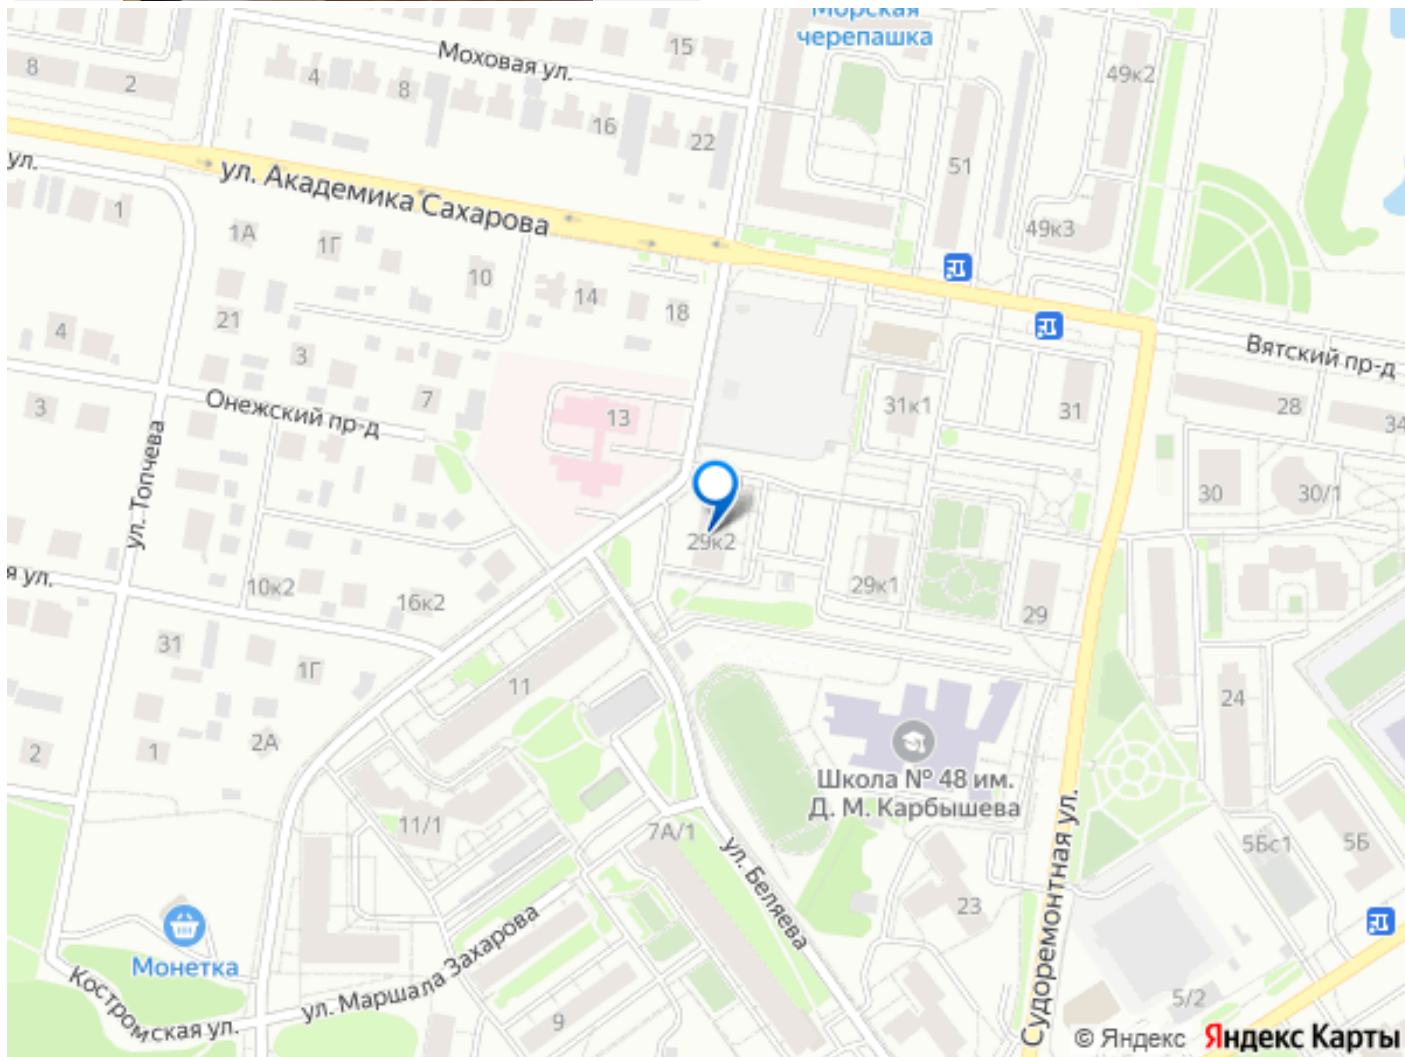 Морская
черепашка
15
Моховая ул.
49к2
8
2
4
8
16
22
51
ул.
ул. Академика Сахарова
1
1А
1Г
49к3
10
14
18
21
4
3
Вятский пр-д
7
3
Онежский пр-д
13
31к1
31
28
34
ул. Топчева
30
30/1
29к2
я ул.
10к2
16к2
29к1
29
31
1Г
11
24
2
1
2А
Школа № 48 им.
Д. М. Карбышева
11/1
7А/1
5Бс1
5Б
ул. Беляева
Судоремонтная ул.
23
Монетка
ул. Маршала Захарова
Костромская ул.
9
5/2
© Яндекс Яндекс Карты